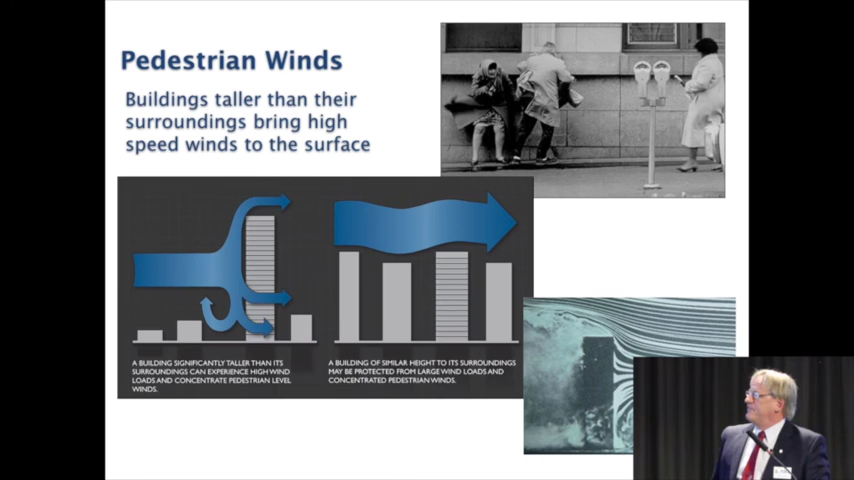 Pedestrian Winds
Buildings taller than their
surroundings bring high
speed winds to the surface
A BUILDING SIGNIFICANTLY TALLER THAN ITS
SURROUNDINGS CAN EXPERIENCE HIGH WIND
LOADS AND CONCENTRATE PEDESTRIAN LEVEL
WINDS.
A BUILDING OF SIMILAR HEIGHT TO ITS SURROUNDINGS
MAY BE PROTECTED FROM LARGE WIND LOADS AND
CONCENTRATED PEDESTRIAN WINDS.